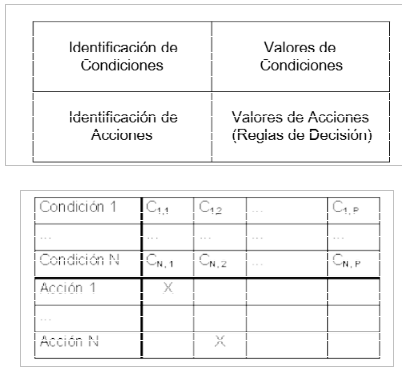 Identificación de Valores de
Condiciones Condiciones
Identificación de Valores de Acciones
Acciones (Reglas de Decisión)
Condición 1 C1,1 C1,2 ... C1,P
... ... ... ... ...
Condición N CN,1 CN,2 ... CN,P
Acción 1 X
...
Acción N X